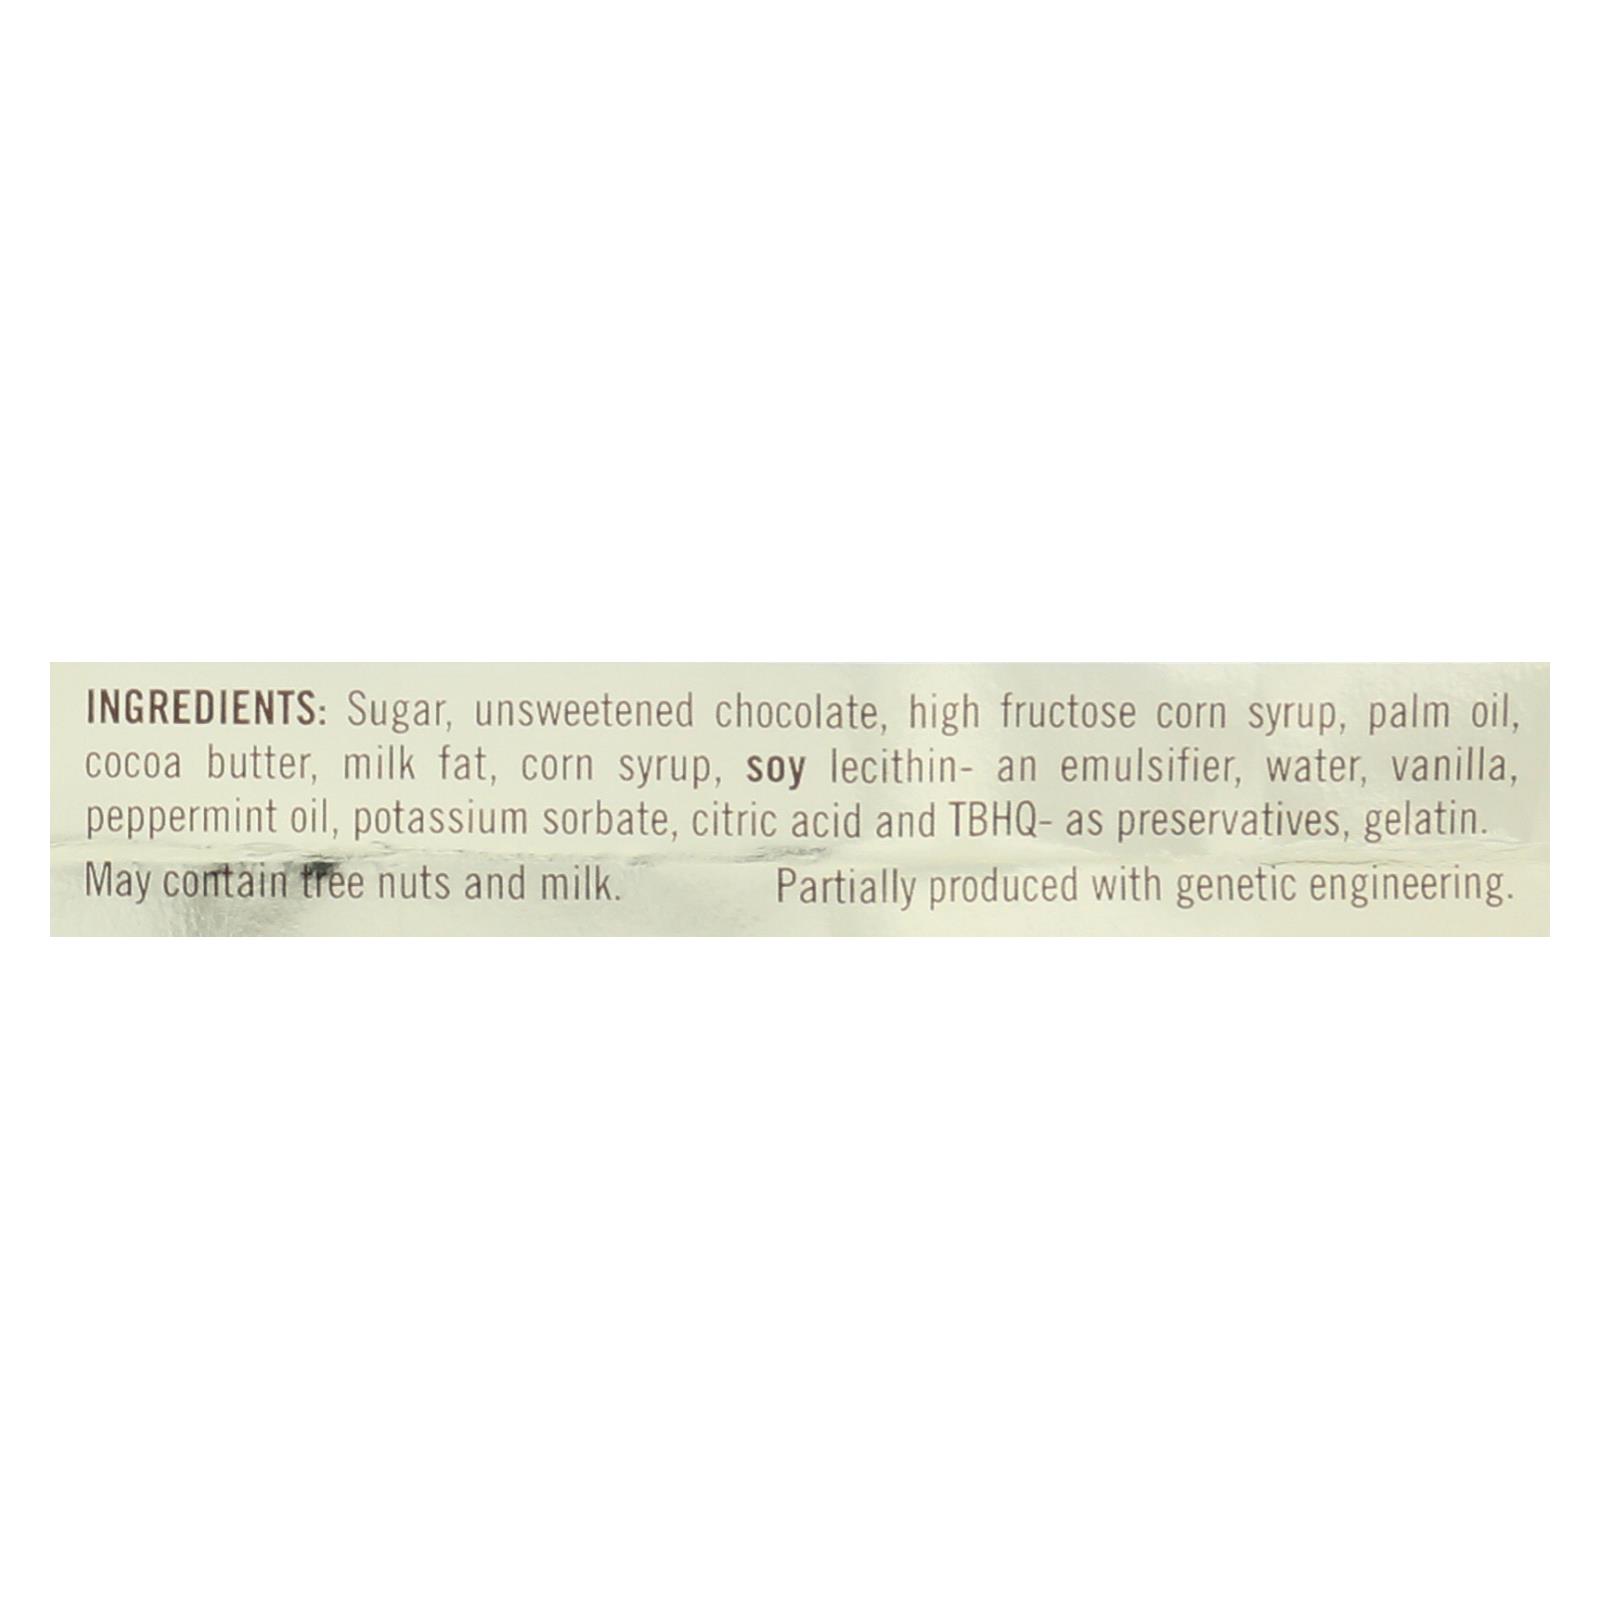 INGREDIENTS: Sugar, unsweetened chocolate, high fructose corn syrup, palm oil,
cocoa butter, milk fat, corn syrup, soy lecithin- an emulsifier, water, vanilla,
peppermint oil, potassium sorbate, citric acid and TBHQ- as preservatives, gelatin.
May contain tree nuts and milk. Partially produced with genetic engineering.